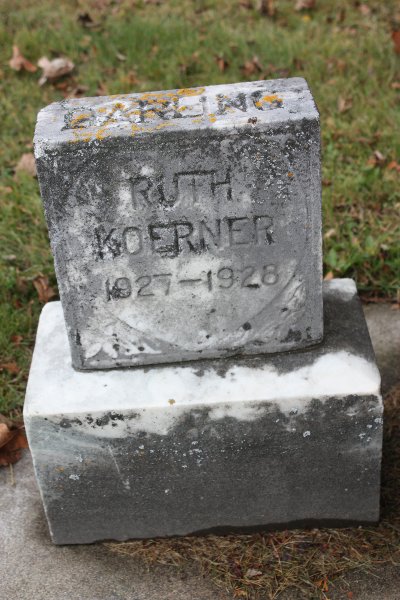 DARLING
RUTH
KOERNER
1927-1928